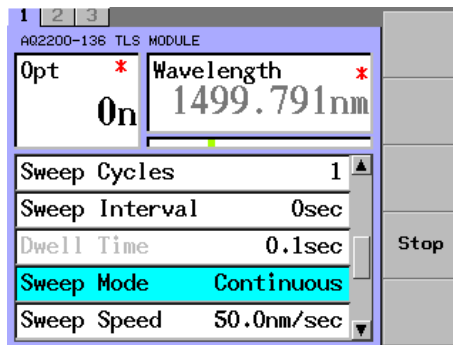 1 2 3
AQ2200-136 TLS MODULE
Opt * Wavelength *
On 1499.791nm
Sweep Cycles 1
Sweep Interval 0sec
Dwell Time 0.1sec
Stop
Sweep Mode Continuous
Sweep Speed 50.0nm/sec